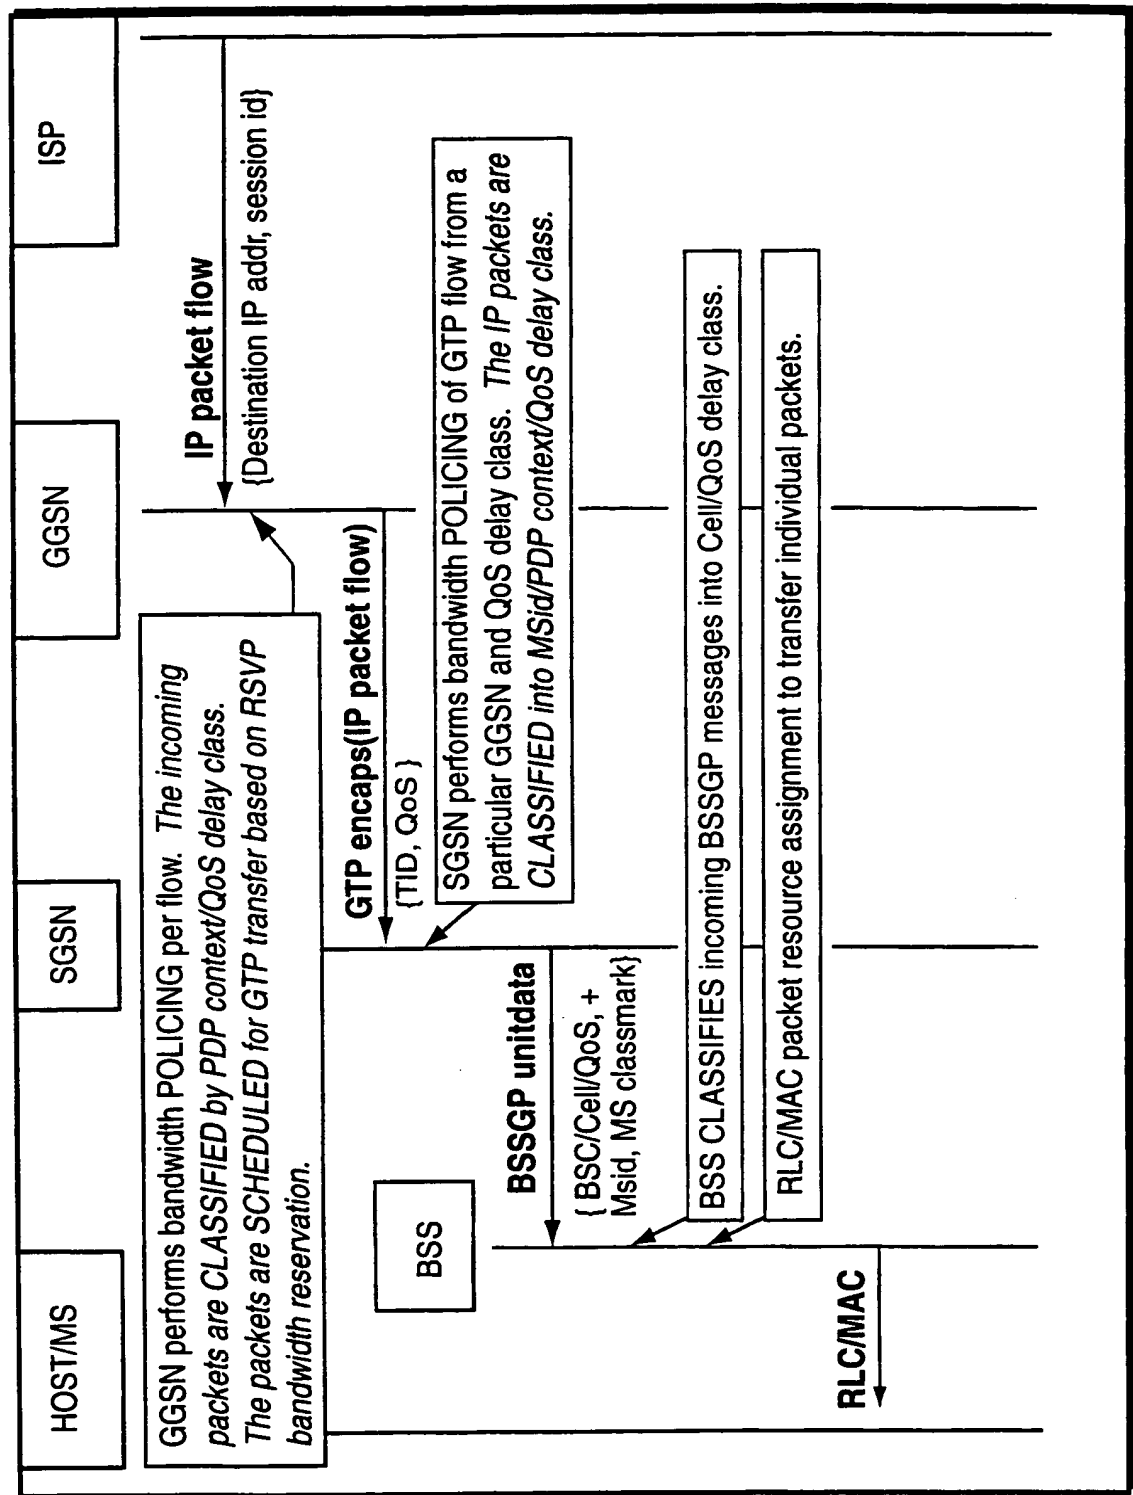 HOST/MS
SGSN
GGSN
ISP
GGSN performs bandwidth POLICING per flow. The incoming
packets are CLASSIFIED by PDP context/QoS delay class.
The packets are SCHEDULED for GTP transfer based on RSVP
bandwidth reservation.
IP packet flow
{Destination IP addr, session id}
GTP encaps(IP packet flow)
{TID, QoS }
BSS
SGSN performs bandwidth POLICING of GTP flow from a
particular GGSN and QoS delay class. The IP packets are
CLASSIFIED into MSid/PDP context/QoS delay class.
BSSGP unitdata
{ BSC/Cell/QoS, +
Msid, MS classmark}
BSS CLASSIFIES incoming BSSGP messages into Cell/QoS delay class.
RLC/MAC packet resource assignment to transfer individual packets.
RLC/MAC